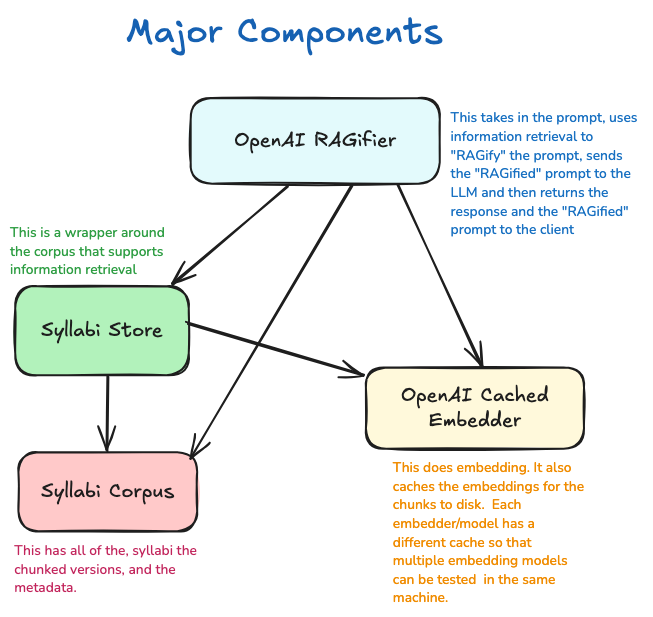 Major Components
OpenAI RAGifier
This takes in the prompt, uses
information retrieval to
"RAGify" the prompt, sends
the "RAGified" prompt to the
LLM and then returns the
response and the "RAGified"
prompt to the client
This is a wrapper around
the corpus that supports
information retrieval
Syllabi Store
OpenAI Cached
Embedder
Syllabi Corpus
This does embedding. It also
caches the embeddings for the
chunks to disk.  Each
embedder/model has a
different cache so that
multiple embedding models
can be tested  in the same
machine.
This has all of the, syllabi the
chunked versions, and the
metadata.